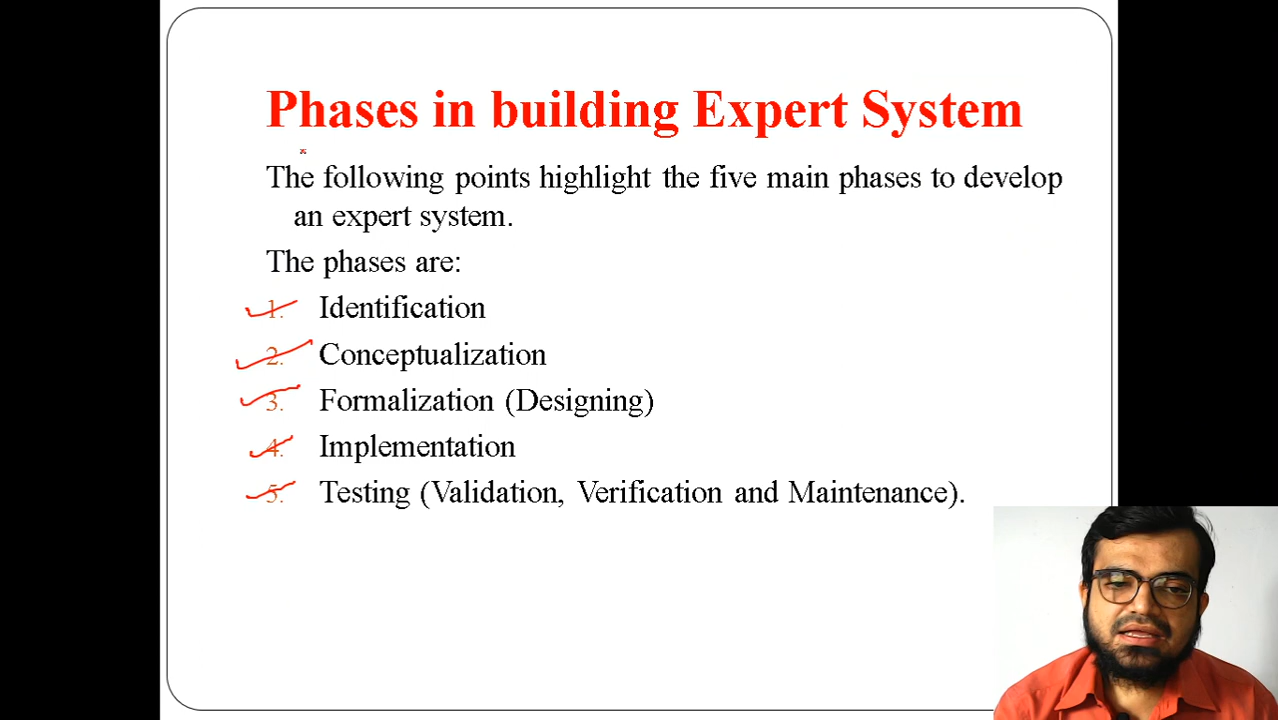 Phases in building Expert System
The following points highlight the five main phases to develop
an expert system.
The phases are:
1. Identification
2. Conceptualization
3. Formalization (Designing)
4. Implementation
5. Testing (Validation, Verification and Maintenance).